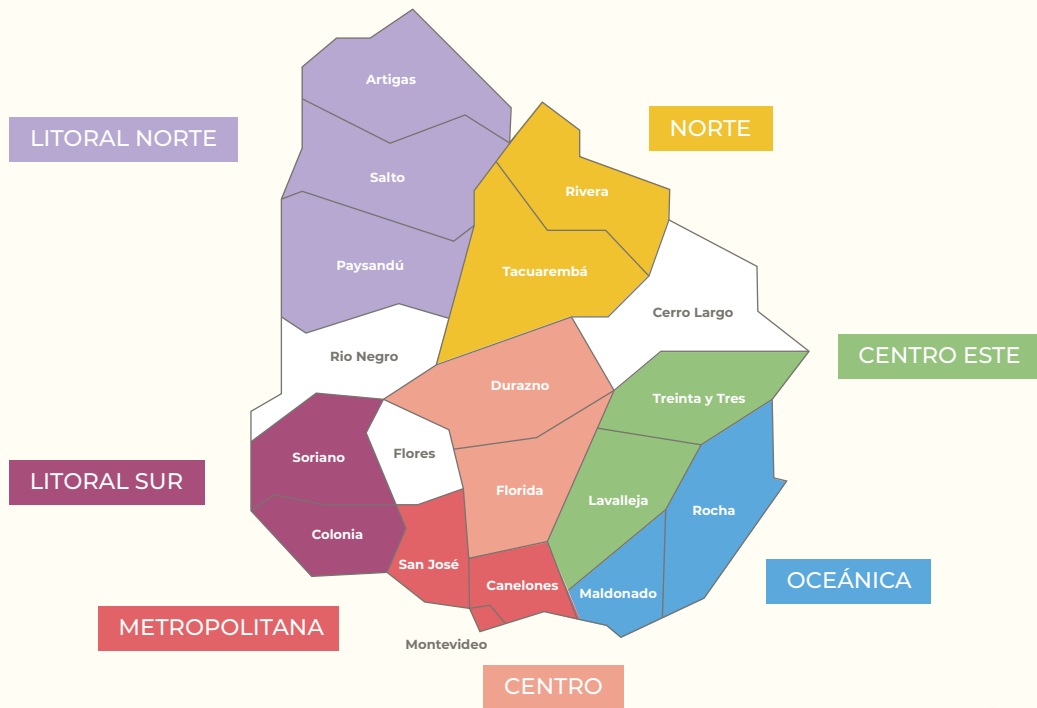 Artigas
LITORAL NORTE
NORTE
Salto
Rivera
Paysandú
Tacuarembá
Cerro Largo
Rio Negro
CENTRO ESTE
Durazno
Treinta y Tres
Soriano
Flores
LITORAL SUR
Florida
Lavalleja
Rocha
Colonia
San José
Canelones
Maldonado
OCEÁNICA
METROPOLITANA
Montevideo
CENTRO